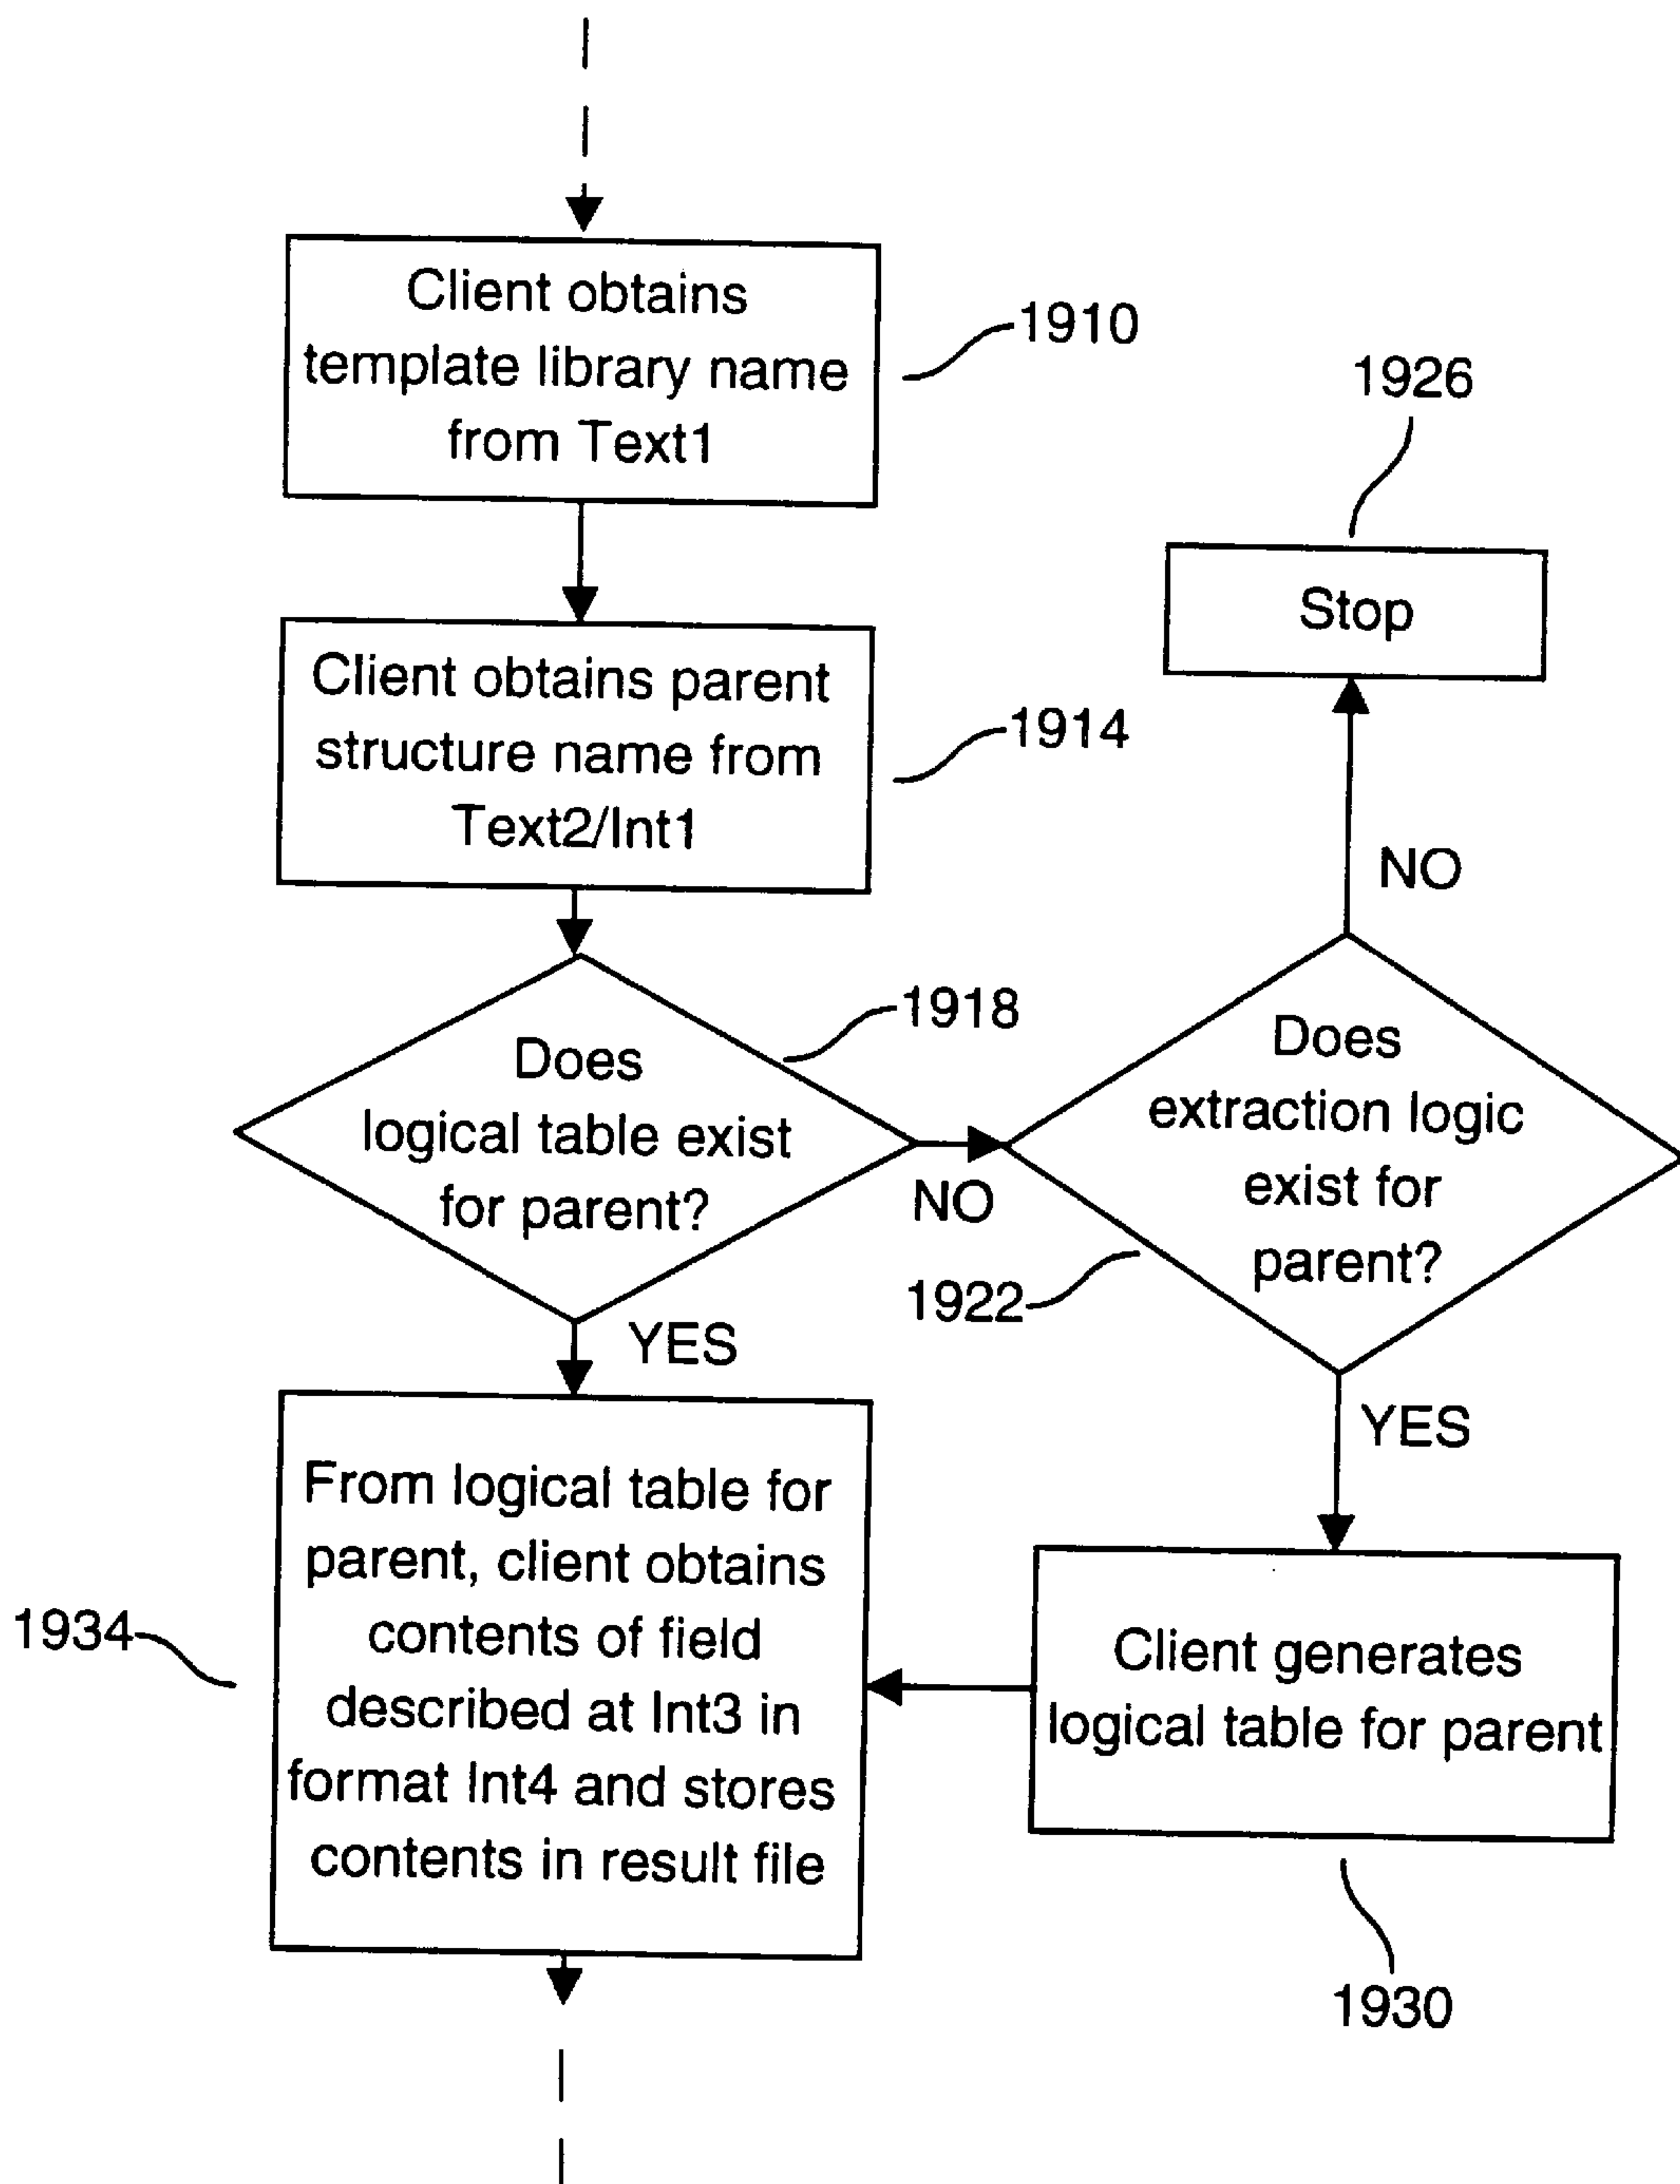 Client obtains
template library name
from Text1
1910
1926
Stop
Client obtains parent
structure name from
Text2/Int1
1914
NO
Does
logical table exist
for parent?
1918
NO
Does
extraction logic
exist for
parent?
1922
YES
YES
From logical table for
parent, client obtains
contents of field
described at Int3 in
format Int4 and stores
contents in result file
1934
Client generates
logical table for parent
1930